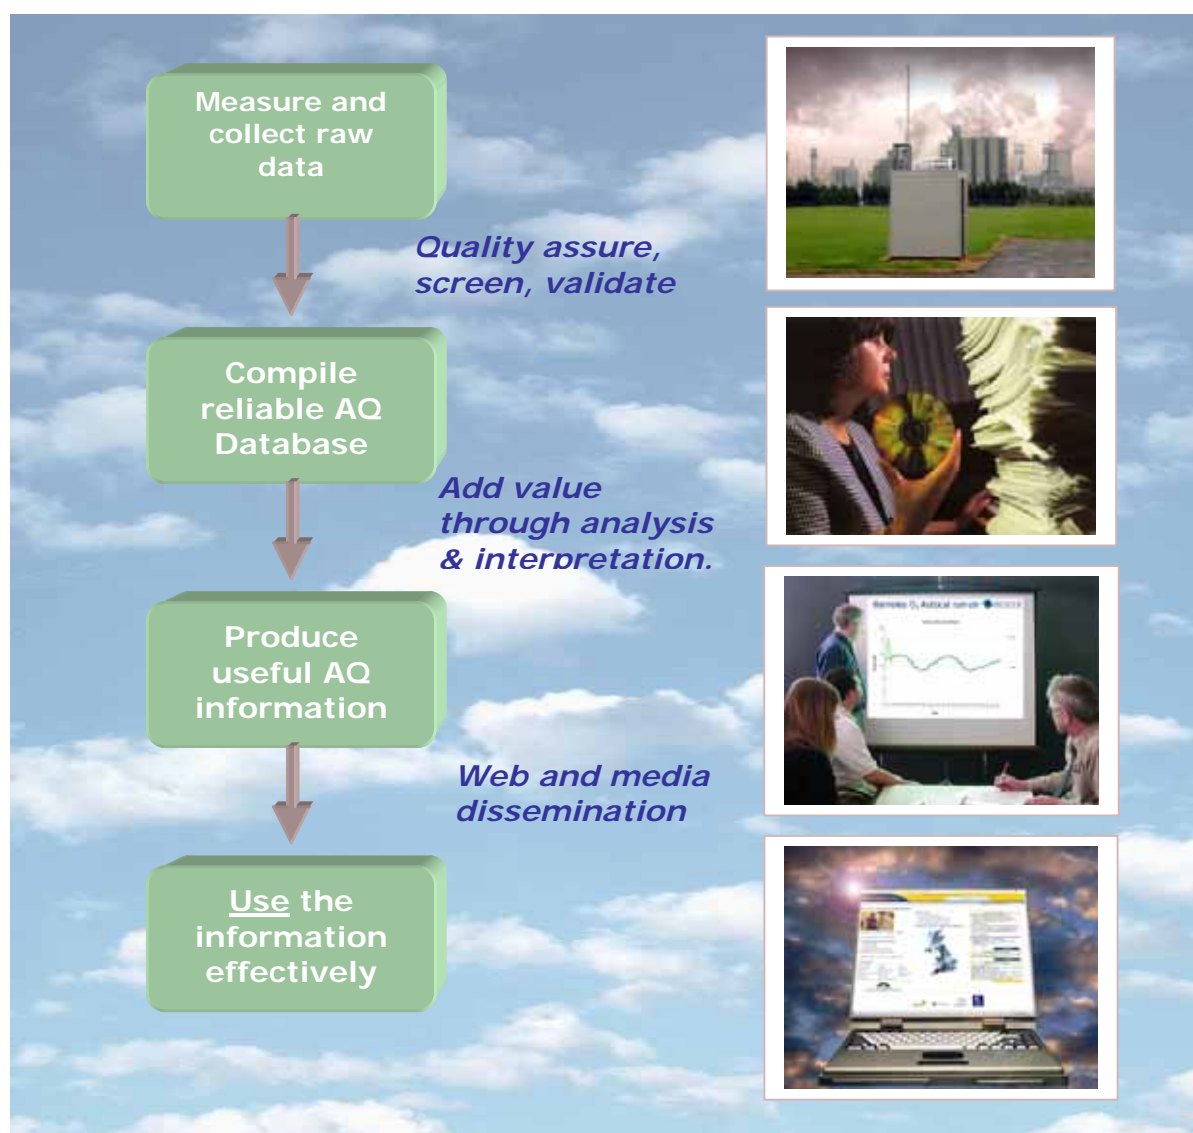 Measure and
collect raw
data
Quality assure,
screen, validate
Compile
reliable AQ
Database
Add value
through analysis
& interpretation.
Produce
useful AQ
information
Web and media
dissemination
Use the
information
effectively